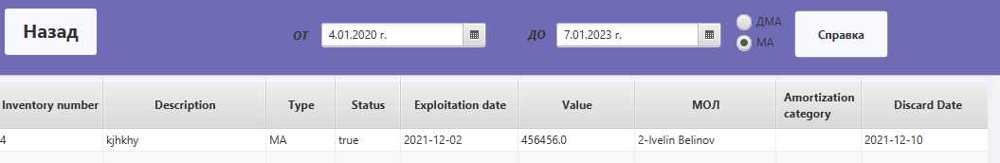 Назад
ОТ 4.01.2020 г. ДО 7.01.2023 г. ДМА
МА
Справка
Inventory number Description Type Status Exploitation date Value МОЛ Amortization category Discard Date
4 kjhkhy МА true 2021-12-02 456456.0 2-Ivelin Belinov 2021-12-10